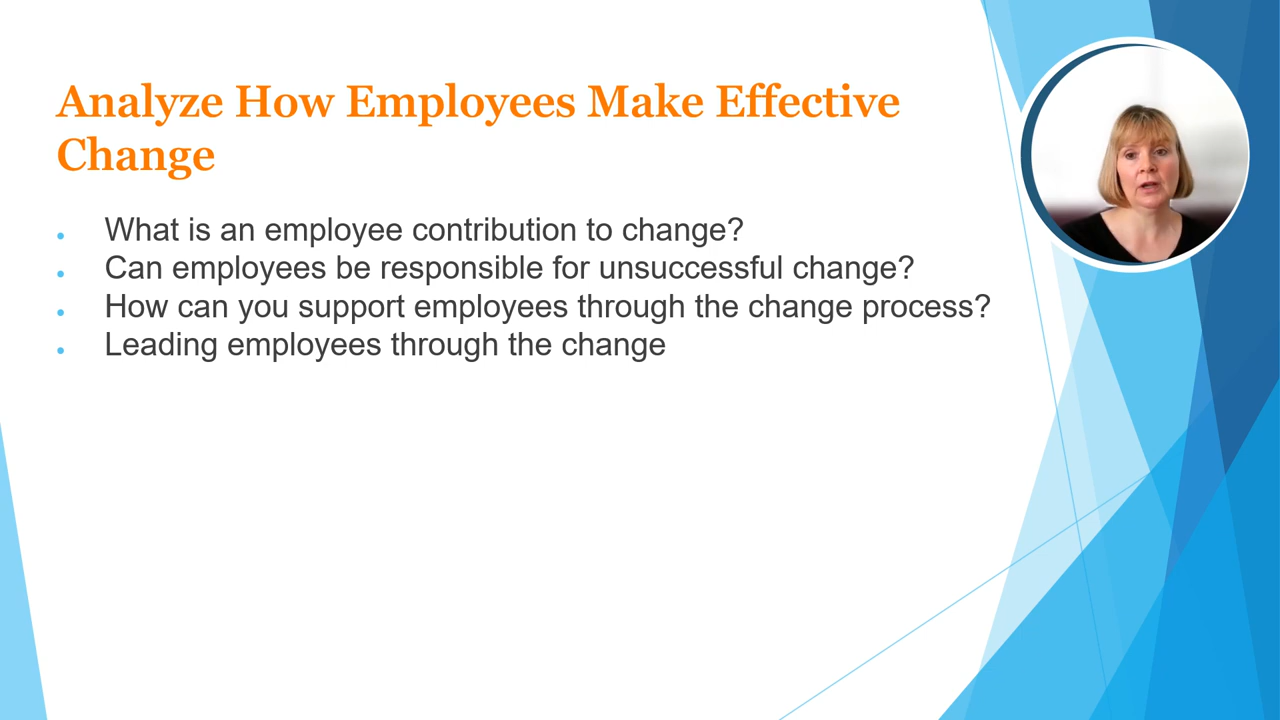 Analyze How Employees Make Effective
Change
What is an employee contribution to change?
Can employees be responsible for unsuccessful change?
How can you support employees through the change process?
Leading employees through the change